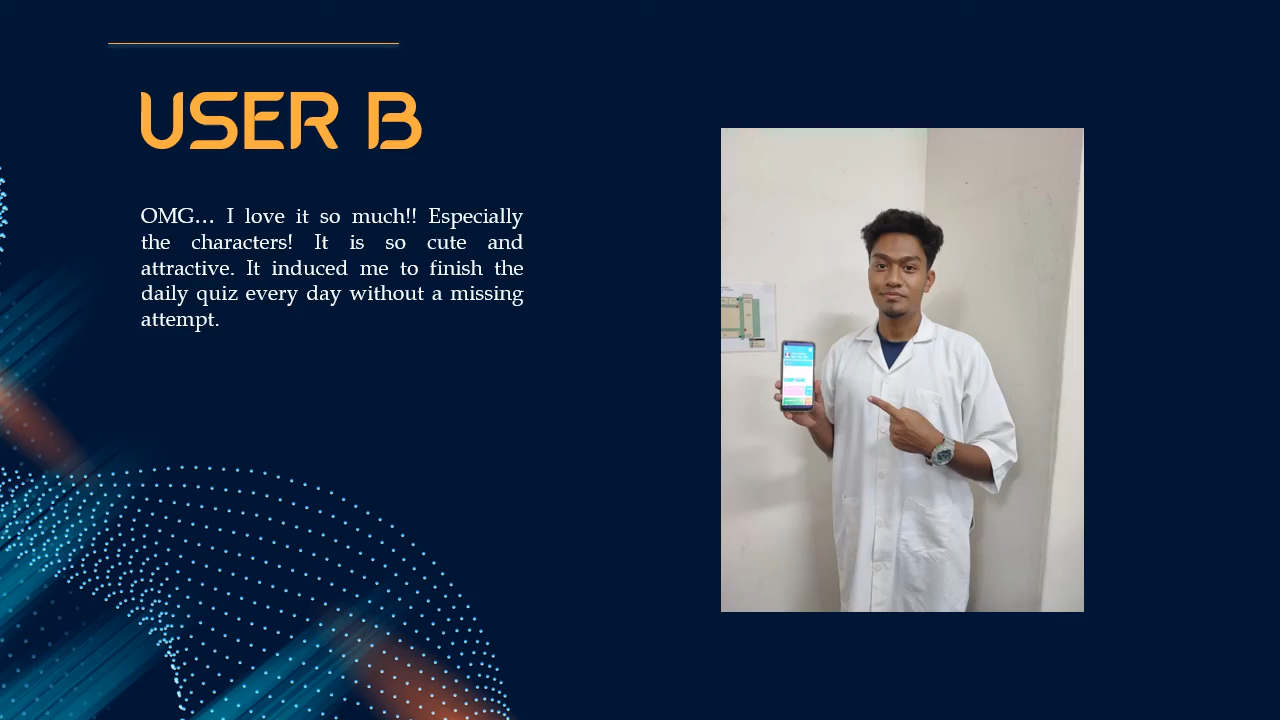 USER B
OMG... I love it so much!! Especially
the characters! It is so cute and
attractive. It induced me to finish the
daily quiz every day without a missing
attempt.